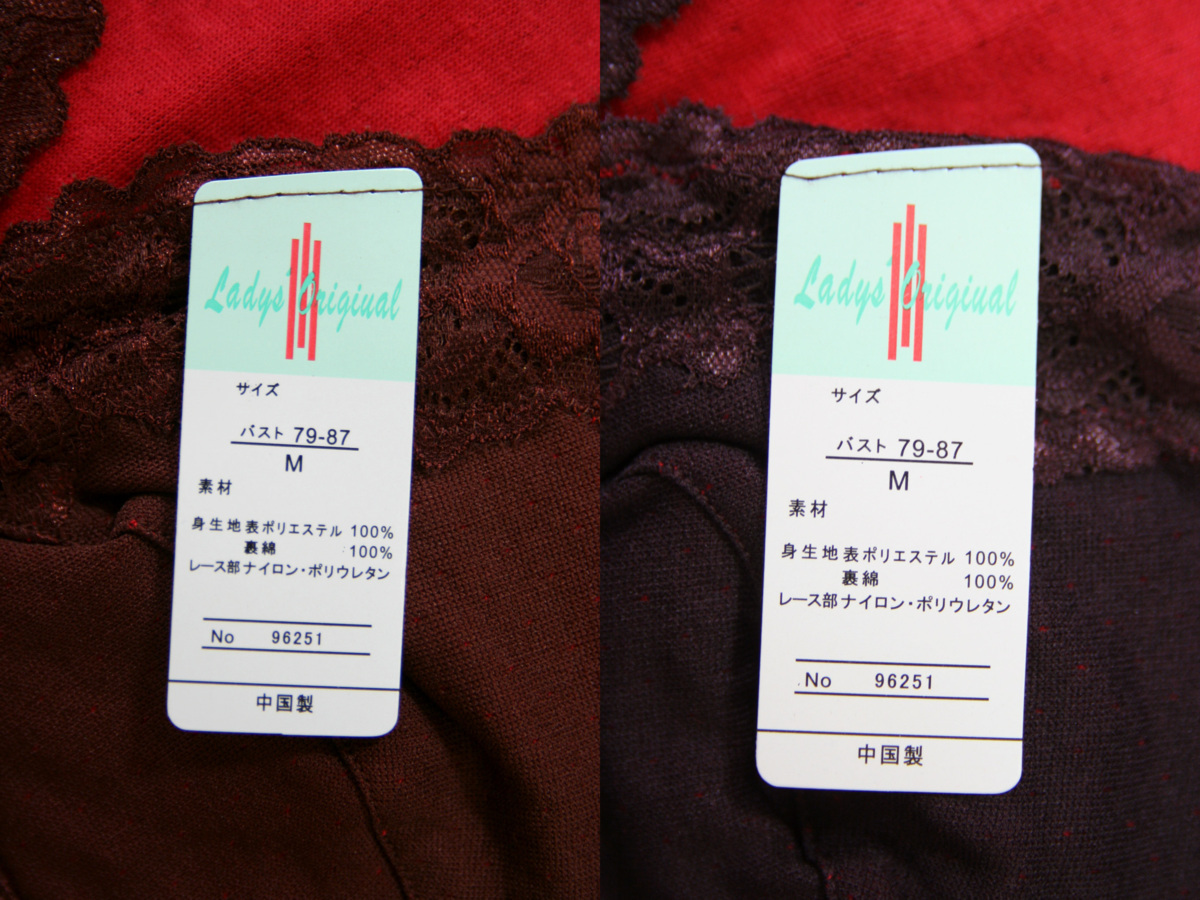 Ladys' Origiual
サイズ
バスト 79-87
M
素材
身生地表ポリエステル 100%
裏綿 100%
レース部ナイロン・ポリウレタン
No 96251
中国製
Ladys' Origiual
サイズ
バスト 79-87
M
素材
身生地表ポリエステル 100%
裏綿 100%
レース部ナイロン・ポリウレタン
No 96251
中国製